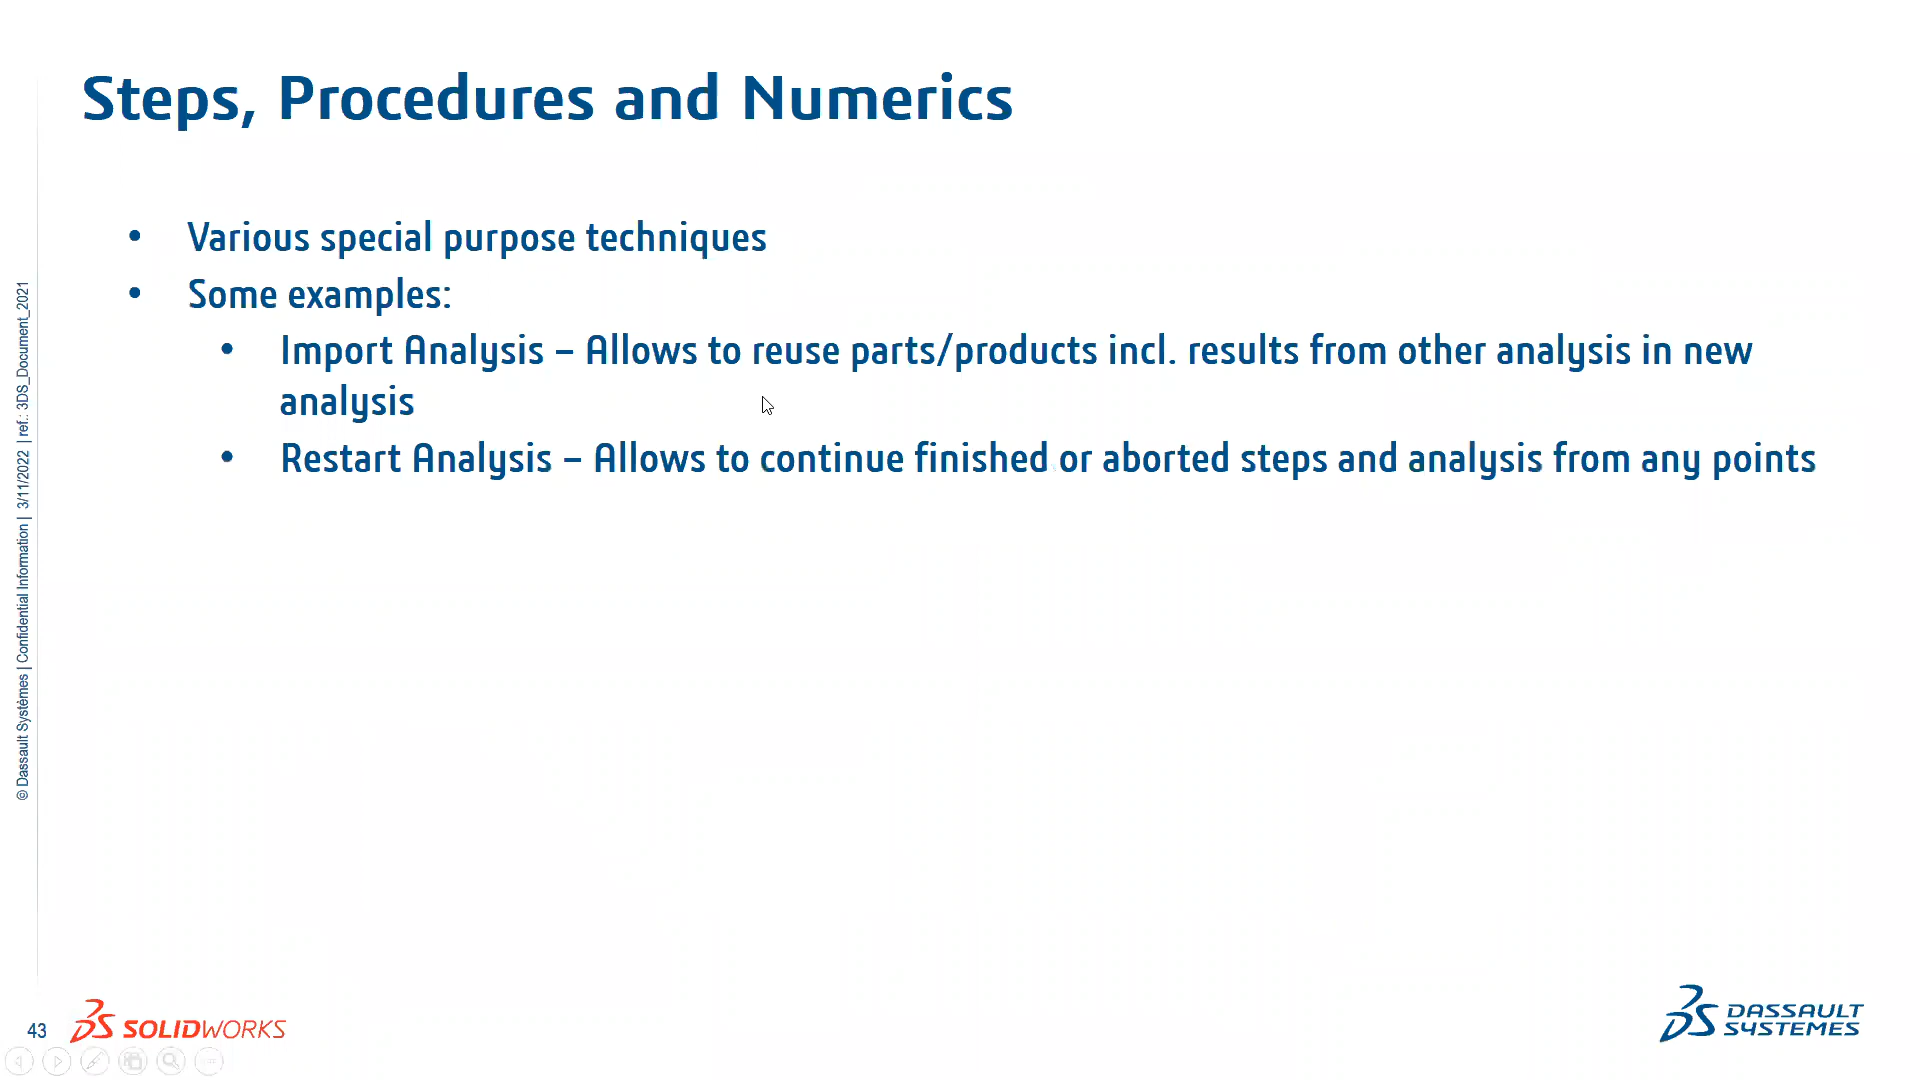 Steps, Procedures and Numerics
• Various special purpose techniques
• Some examples:
• Import Analysis – Allows to reuse parts/products incl. results from other analysis in new
analysis
• Restart Analysis – Allows to continue finished or aborted steps and analysis from any points
© Dassault Systèmes | Confidential Information | 3/11/2022 | ref.: 3DS_Document_2021
43
SOLIDWORKS
DASSAULT
SYSTEMES